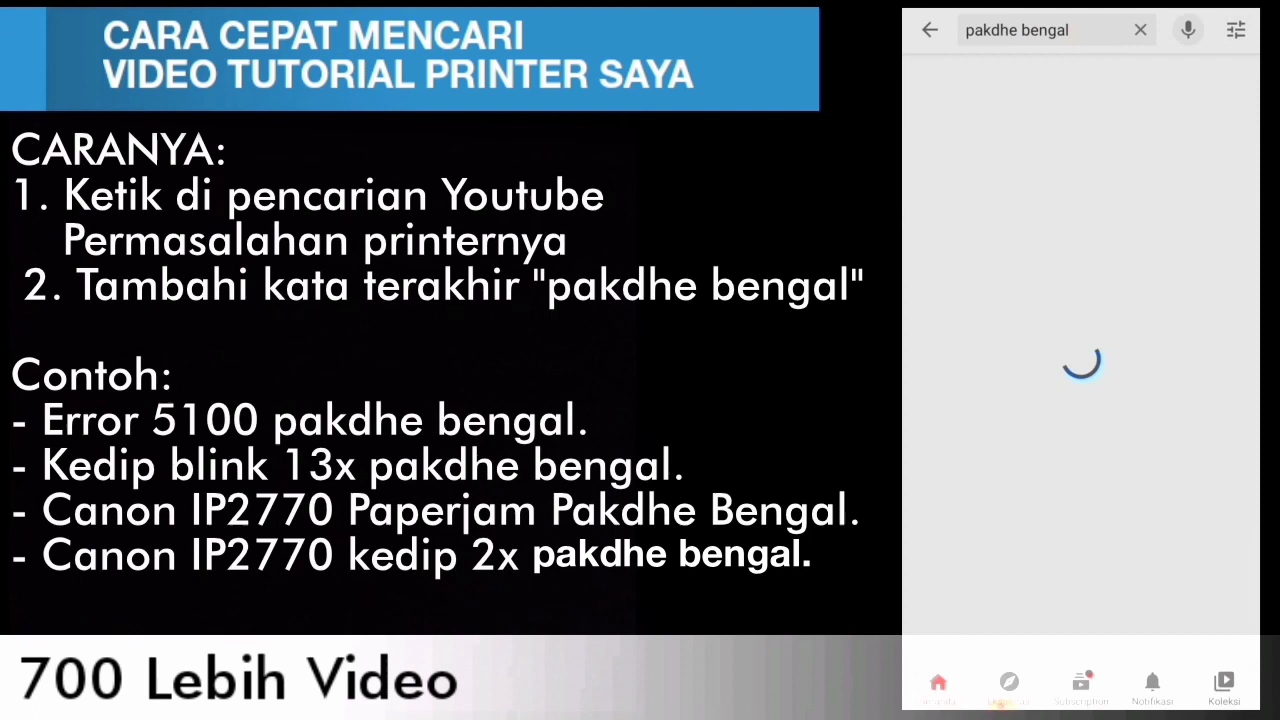 CARA CEPAT MENCARI
VIDEO TUTORIAL PRINTER SAYA
CARANYA:
1. Ketik di pencarian Youtube
Permasalahan printernya
2. Tambahi kata terakhir "pakdhe bengal"
Contoh:
- Error 5100 pakdhe bengal.
- Kedip blink 13x pakdhe bengal.
- Canon IP2770 Paperjam Pakdhe Bengal.
- Canon IP2770 kedip 2x pakdhe bengal.
700 Lebih Video
pakdhe bengal
Subscription Notifikasi Koleksi